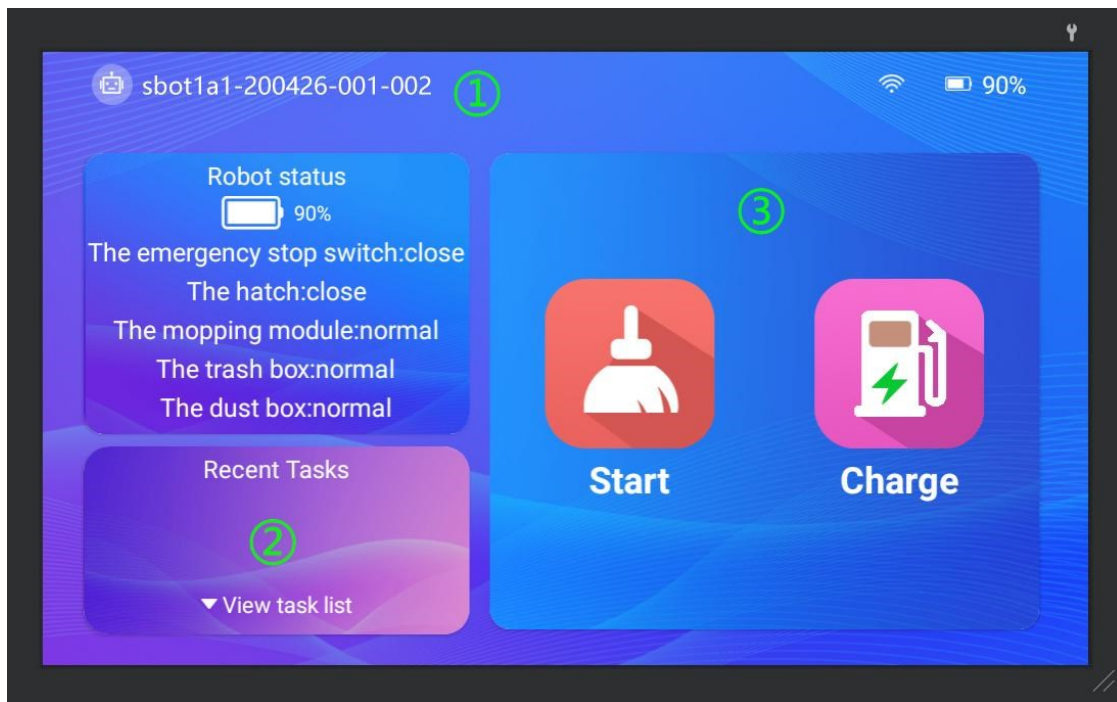 sbot1a1-200426-001-002 ①
90%
Robot status
90%
The emergency stop switch:close
The hatch:close
The mopping module:normal
The trash box:normal
The dust box:normal
Recent Tasks
②
View task list
③
Start
Charge